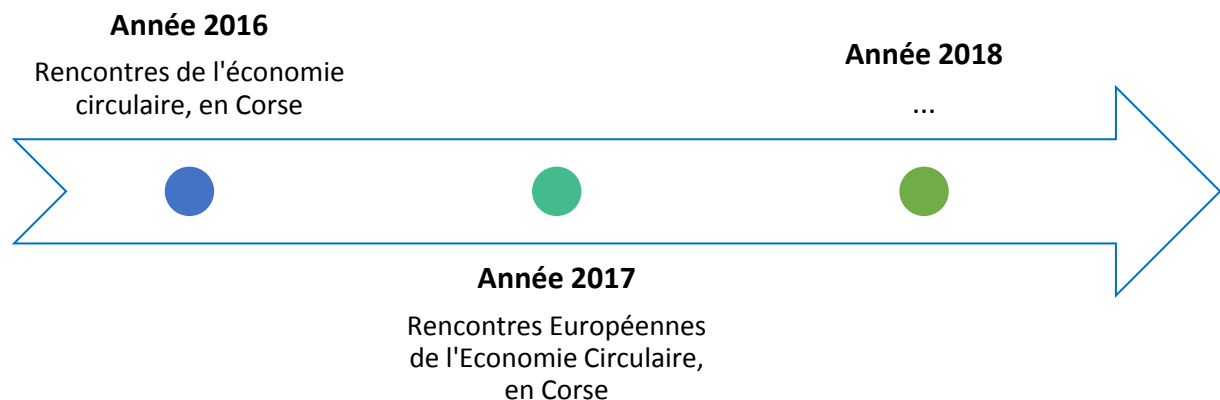 Année 2016
Rencontres de l'économie
circulaire, en Corse
Année 2018
...
Année 2017
Rencontres Européennes
de l'Economie Circulaire,
en Corse